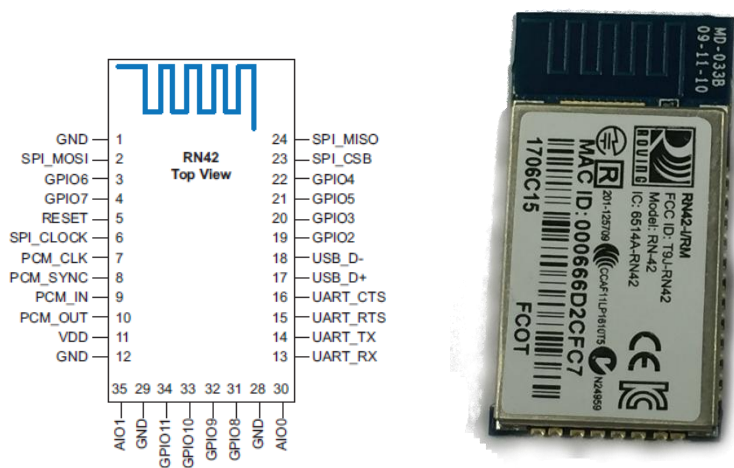 RN42
Top View
GND 1
SPI_MOSI 2
GPIO6 3
GPIO7 4
RESET 5
SPI_CLOCK 6
PCM_CLK 7
PCM_SYNC 8
PCM_IN 9
PCM_OUT 10
VDD 11
GND 12
24 SPI_MISO
23 SPI_CSB
22 GPIO4
21 GPIO5
20 GPIO3
19 GPIO2
18 USB_D-
17 USB_D+
16 UART_CTS
15 UART_RTS
14 UART_TX
13 UART_RX
35 29 34 33 32 31 28 30
AIO1 GND GPIO11 GPIO10 GPIO9 GPIO8 GND AIO0
MD-033B
09-11-10
ROVING
RN42-I/RM
FCC ID: T9J-RN42
Model: RN-42
IC: 6514A-RN42
R 201-125709
CCAF11LP1610T5
N24959
MAC ID: 000666D2CFC7
1706C15
FCOT
CE